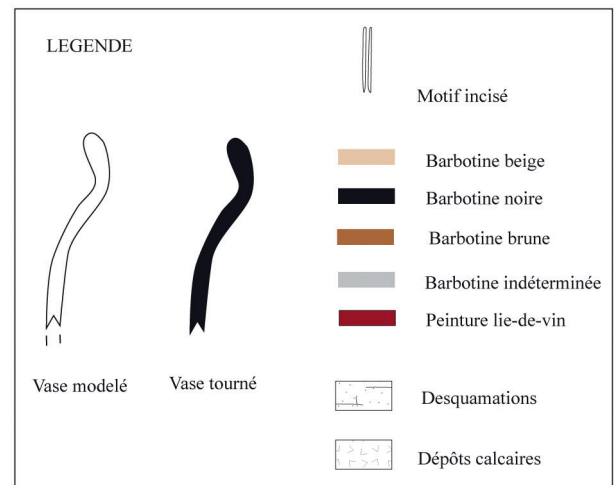 LEGENDE
Motif incisé
Barbotine beige
Barbotine noire
Barbotine brune
Barbotine indéterminée
Peinture lie-de-vin
Vase modelé
Vase tourné
Desquamations
Dépôts calcaires